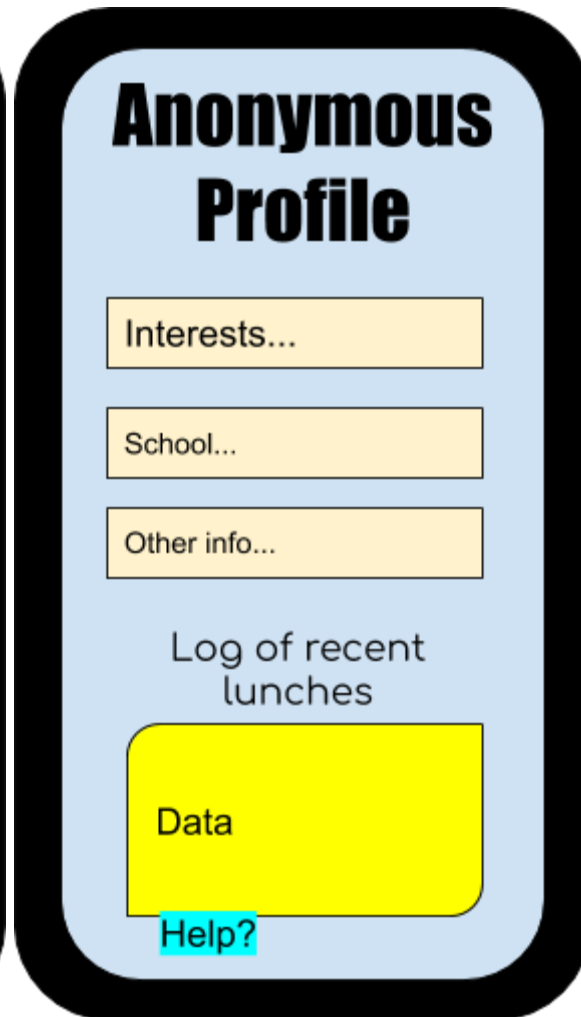 Anonymous
Profile
Interests...
School...
Other info...
Log of recent
lunches
Data
Help?